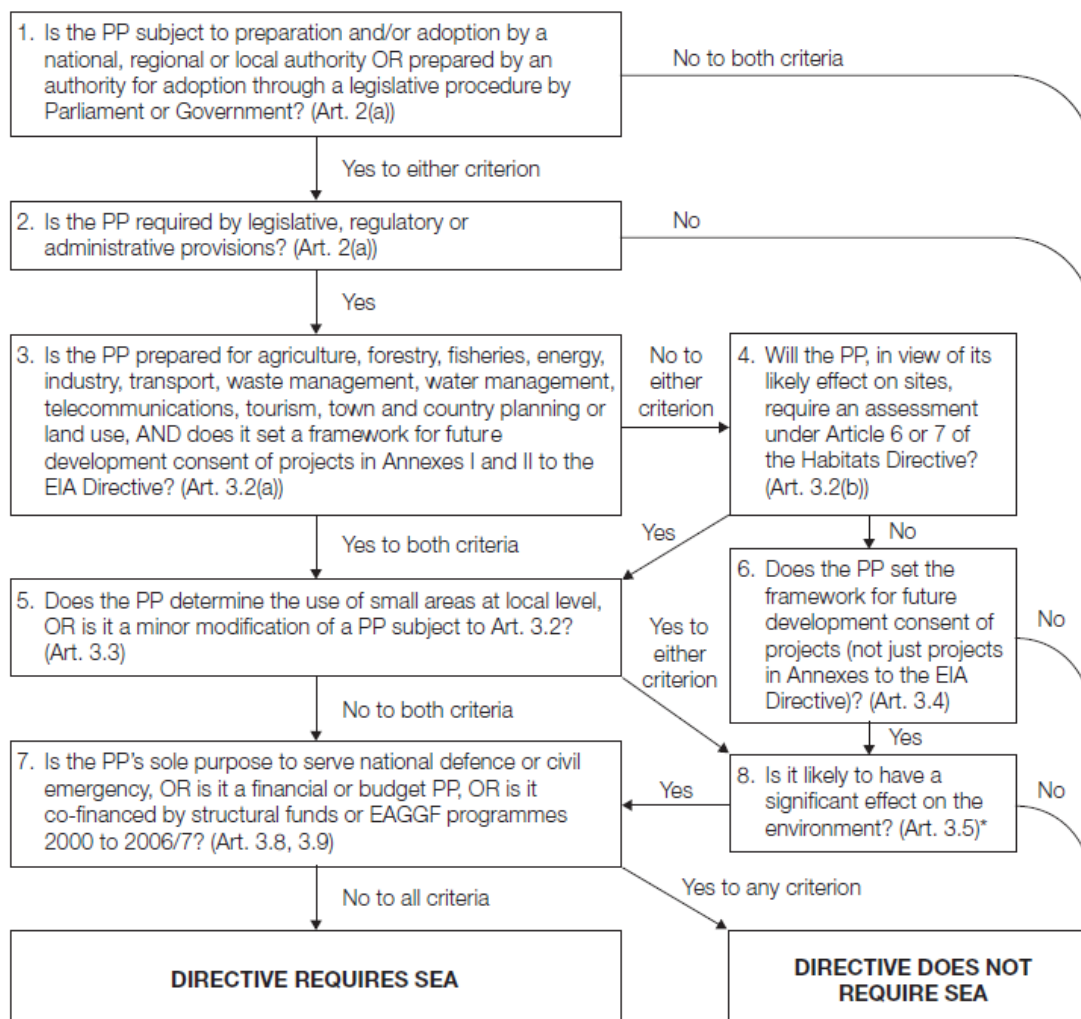 1. Is the PP subject to preparation and/or adoption by a
national, regional or local authority OR prepared by an
authority for adoption through a legislative procedure by
Parliament or Government? (Art. 2(a))
No to both criteria
Yes to either criterion
2. Is the PP required by legislative, regulatory or
administrative provisions? (Art. 2(a))
No
Yes
3. Is the PP prepared for agriculture, forestry, fisheries, energy,
industry, transport, waste management, water management,
telecommunications, tourism, town and country planning or
land use, AND does it set a framework for future
development consent of projects in Annexes I and II to the
EIA Directive? (Art. 3.2(a))
No to
either
criterion
4. Will the PP, in view of its
likely effect on sites,
require an assessment
under Article 6 or 7 of
the Habitats Directive?
(Art. 3.2(b))
Yes to both criteria
Yes
No
5. Does the PP determine the use of small areas at local level,
OR is it a minor modification of a PP subject to Art. 3.2?
(Art. 3.3)
Yes to
either
criterion
6. Does the PP set the
framework for future
development consent of
projects (not just projects
in Annexes to the EIA
Directive)? (Art. 3.4)
No
No to both criteria
Yes
7. Is the PP's sole purpose to serve national defence or civil
emergency, OR is it a financial or budget PP, OR is it
co-financed by structural funds or EAGGF programmes
2000 to 2006/7? (Art. 3.8, 3.9)
Yes
8. Is it likely to have a
significant effect on the
environment? (Art. 3.5)*
No
No to all criteria
Yes to any criterion
DIRECTIVE REQUIRES SEA
DIRECTIVE DOES NOT
REQUIRE SEA